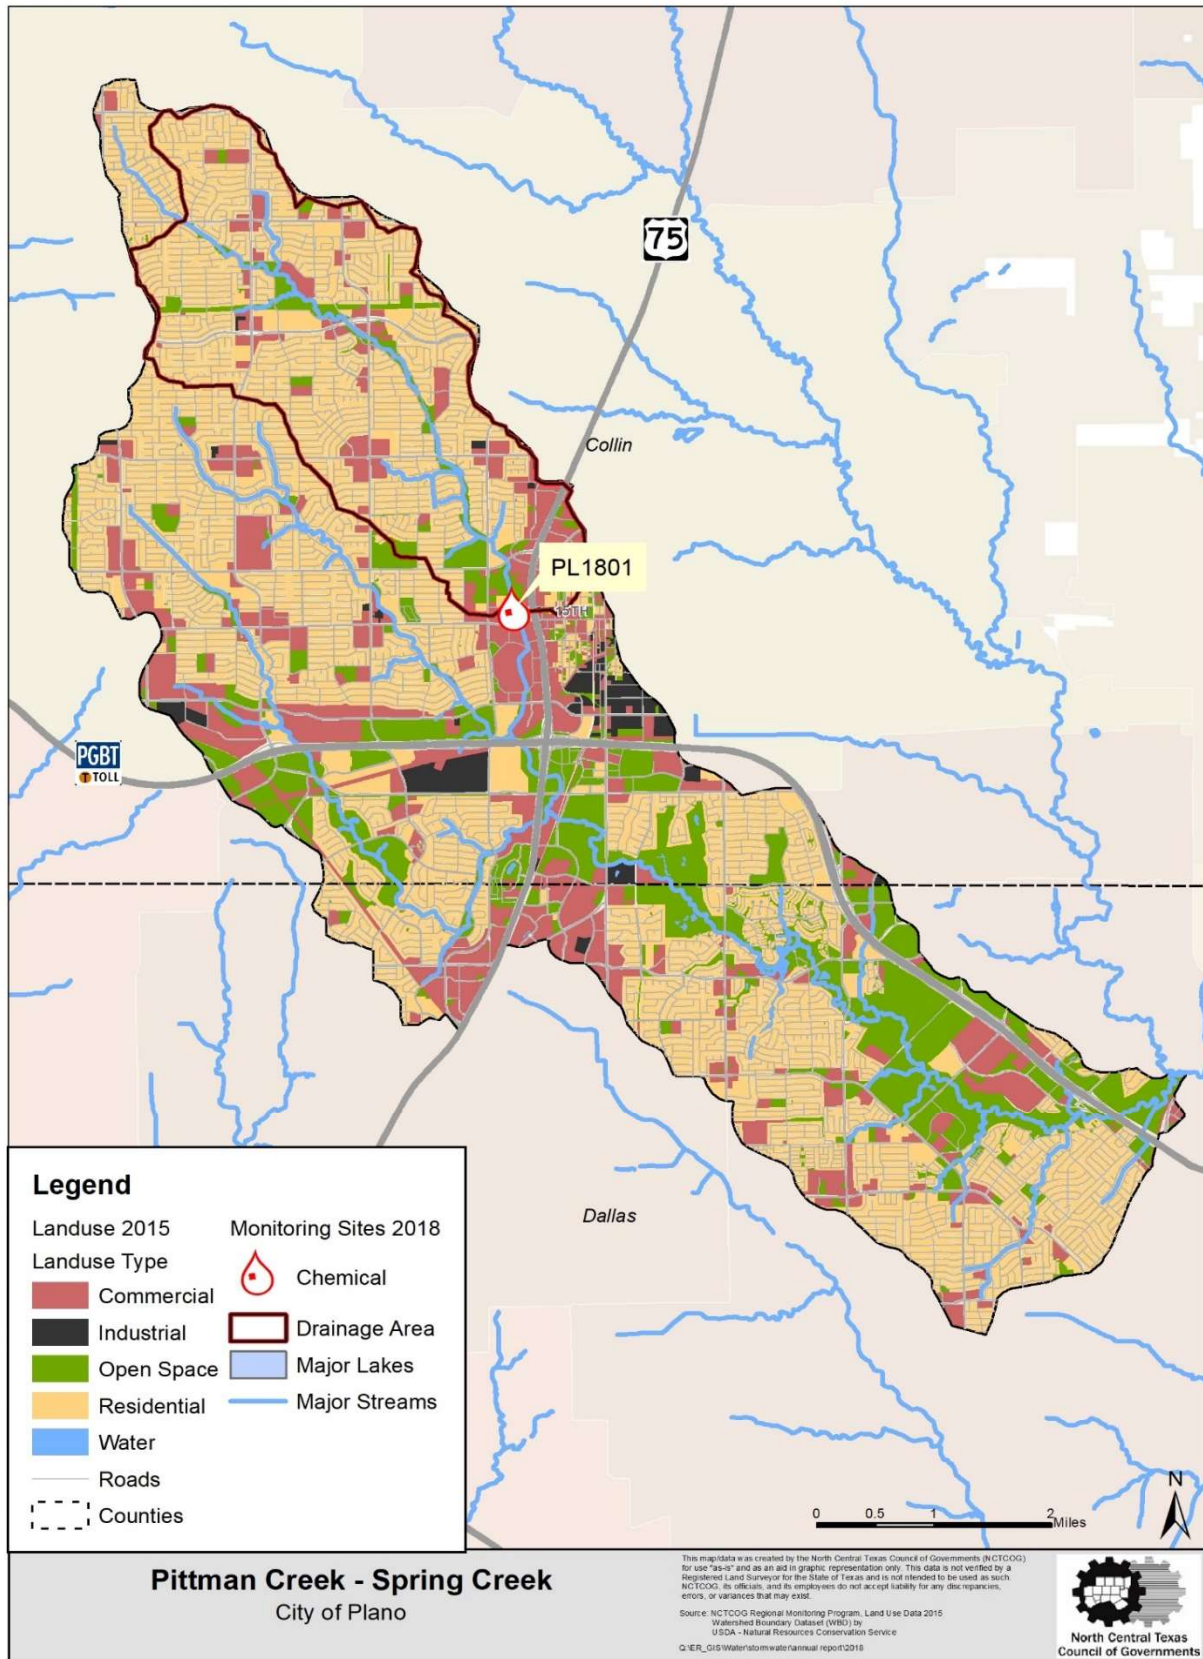 75
Collin
PL1801
15TH
PGBT
T TOLL
Dallas
Legend
Landuse 2015
Landuse Type
Commercial
Industrial
Open Space
Residential
Water
Roads
Counties
Monitoring Sites 2018
Chemical
Drainage Area
Major Lakes
Major Streams
N
0 0.5 1 2
Miles
Pittman Creek - Spring Creek
City of Plano
This map/data was created by the North Central Texas Council of Governments (NCTCOG)
for use "as-is" and as an aid in graphic representation only. This data is not verified by a
Registered Land Surveyor for the State of Texas and is not intended to be used as such.
NCTCOG, its officials, and its employees do not accept liability for any discrepancies,
errors, or variances that may exist.
Source: NCTCOG Regional Monitoring Program, Land Use Data 2015
Watershed Boundary Dataset (WBD) by
USDA - Natural Resources Conservation Service
Q:\ER_GIS\Water\stormwater\annual report\2018
North Central Texas
Council of Governments